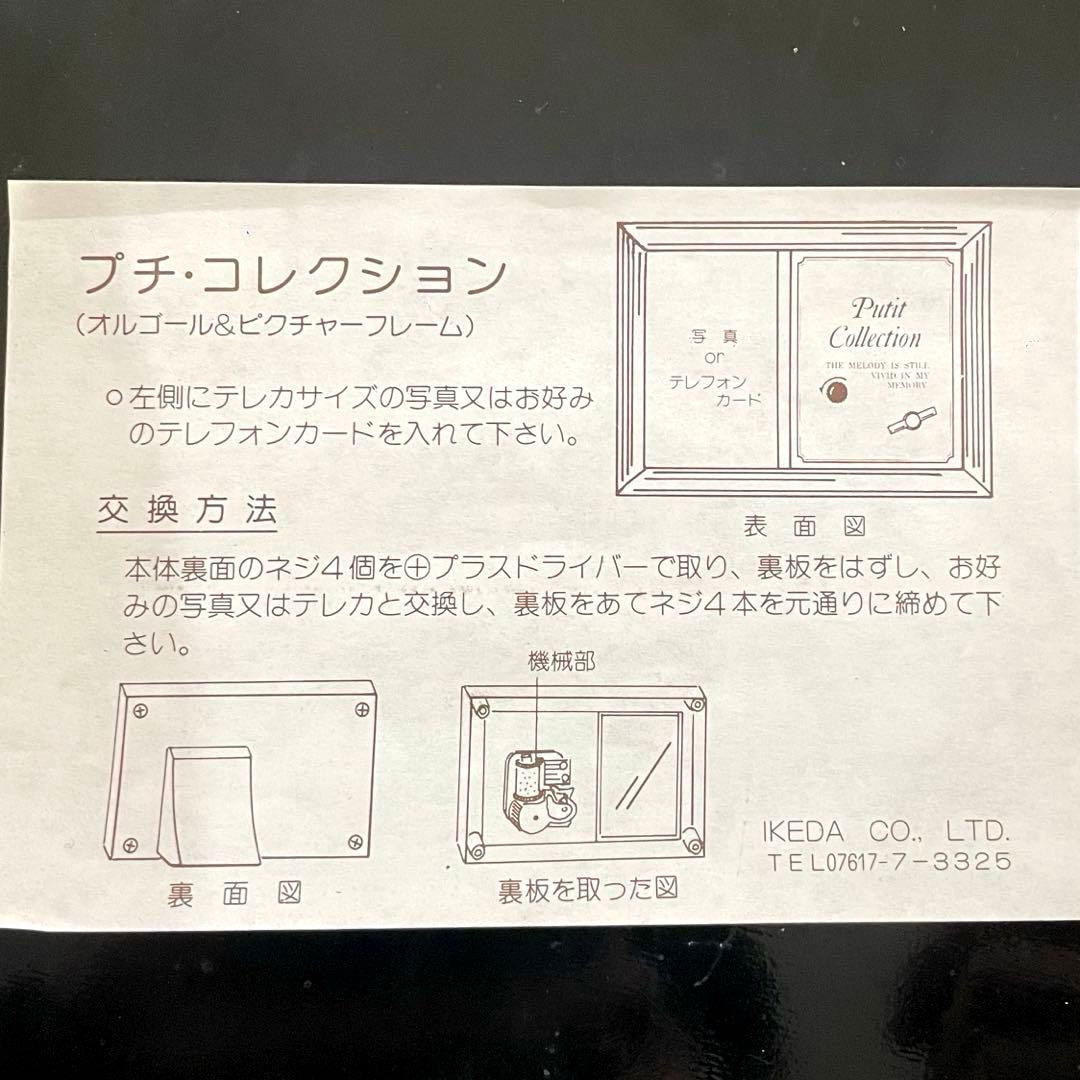 プチ・コレクション
(オルゴール&ピクチャーフレーム)
○左側にテレカサイズの写真又はお好み
のテレフォンカードを入れて下さい。
写真
or
テレフォン
カード
Putit
Collection
THE MELODY IS STILL
VIVID IN MY
MEMORY
表面図
交換方法
本体裏面のネジ4個を⊕プラスドライバーで取り、裏板をはずし、お好
みの写真又はテレカと交換し、裏板をあてネジ4本を元通りに締めて下
さい。
機械部
裏面図
裏板を取った図
IKEDA CO., LTD.
TEL07617-7-3325